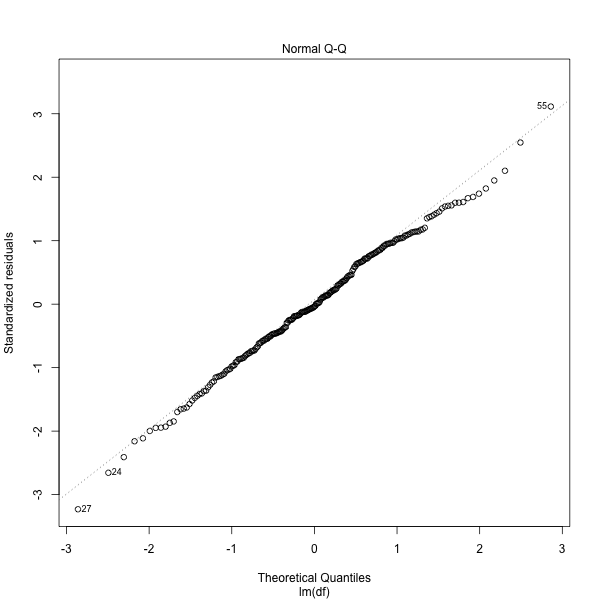 Normal Q-Q
Standardized residuals
3
2
1
0
-1
-2
-3
55
24
27
-3 -2 -1 0 1 2 3
Theoretical Quantiles
lm(df)